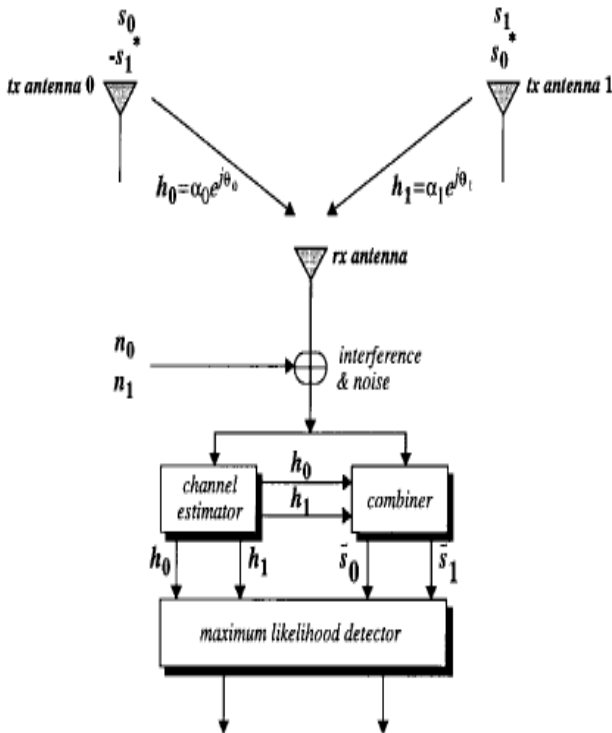 s₀ s₁
-s₁* s₀*
tx antenna 0 tx antenna 1
h₀=α₀e^jθ₀ h₁=α₁e^jθ₁
rx antenna
n₀
n₁
interference
& noise
channel
estimator
h₀
h₁
combiner
h₀ h₁ s̃₀ s̃₁
maximum likelihood detector